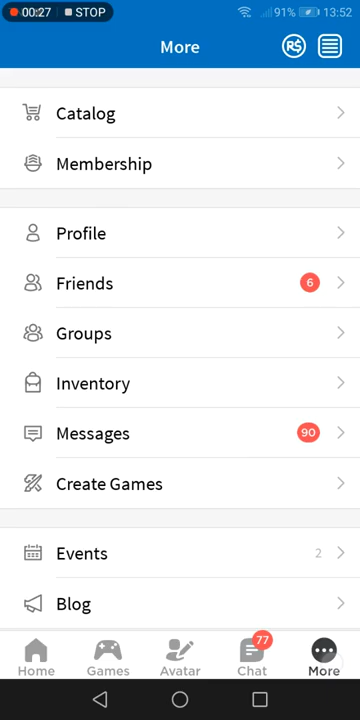 00:27 STOP 91% 13:52
More R$
Catalog
Membership
Profile
Friends 6
Groups
Inventory
Messages 90
Create Games
Events 2
Blog
77
Home Games Avatar Chat More